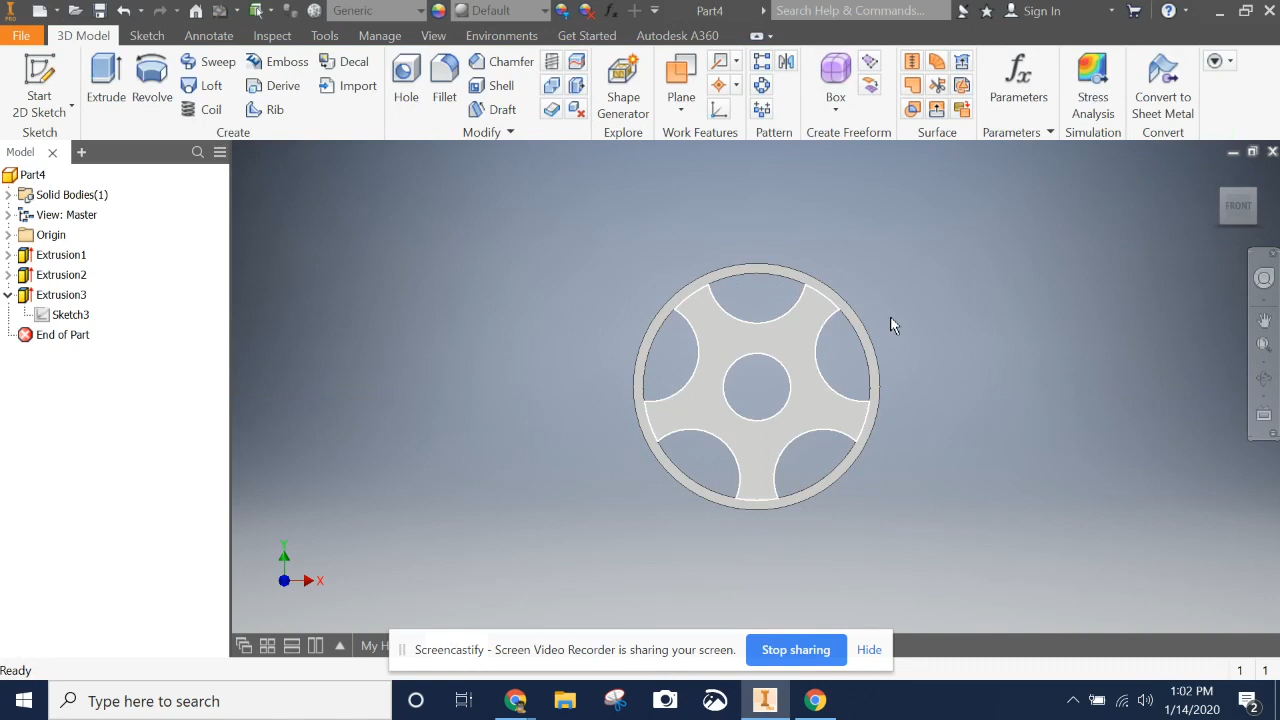 PRO
Generic
Default
Part4
Search Help & Commands...
Sign In
File
3D Model
Sketch
Annotate
Inspect
Tools
Manage
View
Environments
Get Started
Autodesk A360
Start
2D Sketch
Sketch
Extrude
Revolve
Sweep
Emboss
Decal
Loft
Derive
Import
Coil
Rib
Create
Hole
Fillet
Chamfer
Shell
Draft
Modify
Shape
Generator
Explore
Plane
Work Features
Pattern
Box
Create Freeform
Surface
fx
Parameters
Parameters
Stress
Analysis
Simulation
Convert to
Sheet Metal
Convert
Model
Part4
Solid Bodies(1)
View: Master
Origin
Extrusion1
Extrusion2
Extrusion3
Sketch3
End of Part
FRONT
Y
X
My H
Screencastify - Screen Video Recorder is sharing your screen.
Stop sharing
Hide
Ready
1
1
Type here to search
1:02 PM
1/14/2020
2